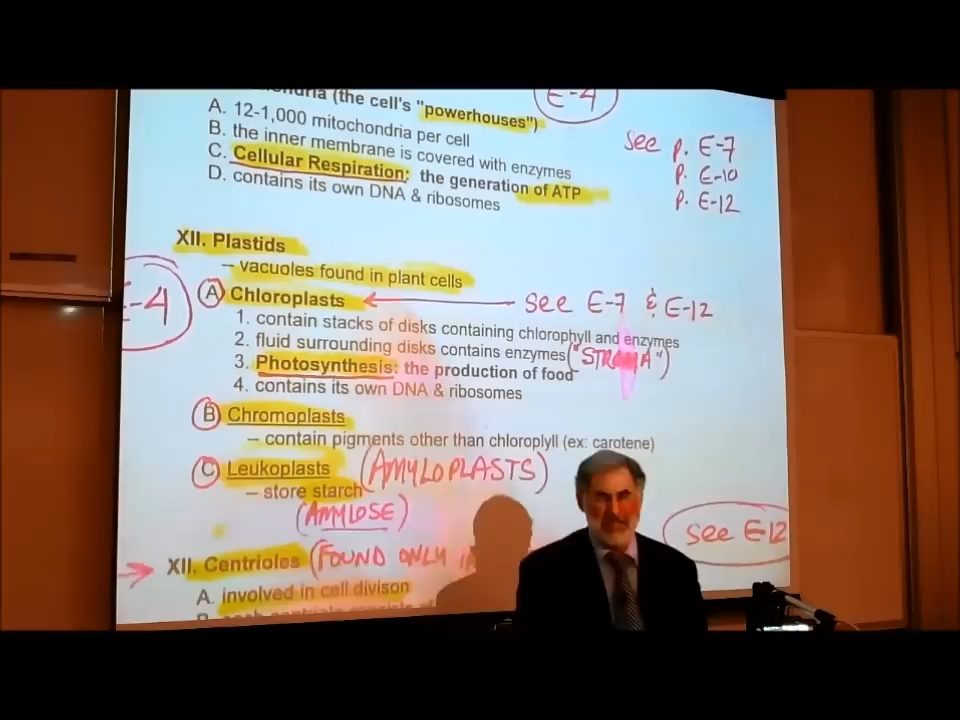 (the cell's "powerhouses")
E-4
A. 12-1,000 mitochondria per cell
B. the inner membrane is covered with enzymes
C. Cellular Respiration: the generation of ATP
D. contains its own DNA & ribosomes
see p. E-7
p. E-10
p. E-12
XII. Plastids
– vacuoles found in plant cells
-4
A Chloroplasts see E-7 & E-12
1. contain stacks of disks containing chlorophyll and enzymes
2. fluid surrounding disks contains enzymes ("STROMA")
3. Photosynthesis: the production of food
4. contains its own DNA & ribosomes
B Chromoplasts
– contain pigments other than chloroplyll (ex: carotene)
C Leukoplasts (AMYLOPLASTS)
– store starch
(AMYLOSE)
see E-12
XII. Centrioles (FOUND ONLY
A. involved in cell divison